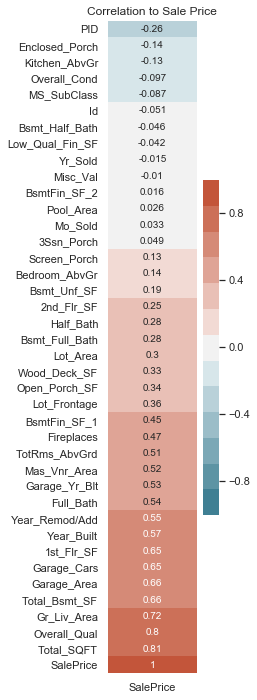 Correlation to Sale Price
PID -0.26
Enclosed_Porch -0.14
Kitchen_AbvGr -0.13
Overall_Cond -0.097
MS_SubClass -0.087
Id -0.051
Bsmt_Half_Bath -0.046
Low_Qual_Fin_SF -0.042
Yr_Sold -0.015
Misc_Val -0.01
BsmtFin_SF_2 0.016
Pool_Area 0.026
Mo_Sold 0.033
3Ssn_Porch 0.049
Screen_Porch 0.13
Bedroom_AbvGr 0.14
Bsmt_Unf_SF 0.19
2nd_Flr_SF 0.25
Half_Bath 0.28
Bsmt_Full_Bath 0.28
Lot_Area 0.3
Wood_Deck_SF 0.33
Open_Porch_SF 0.34
Lot_Frontage 0.36
BsmtFin_SF_1 0.45
Fireplaces 0.47
TotRms_AbvGrd 0.51
Mas_Vnr_Area 0.52
Garage_Yr_Blt 0.53
Full_Bath 0.54
Year_Remod/Add 0.55
Year_Built 0.57
1st_Flr_SF 0.65
Garage_Cars 0.65
Garage_Area 0.66
Total_Bsmt_SF 0.66
Gr_Liv_Area 0.72
Overall_Qual 0.8
Total_SQFT 0.81
SalePrice 1
SalePrice
0.8
0.4
0.0
−0.4
−0.8